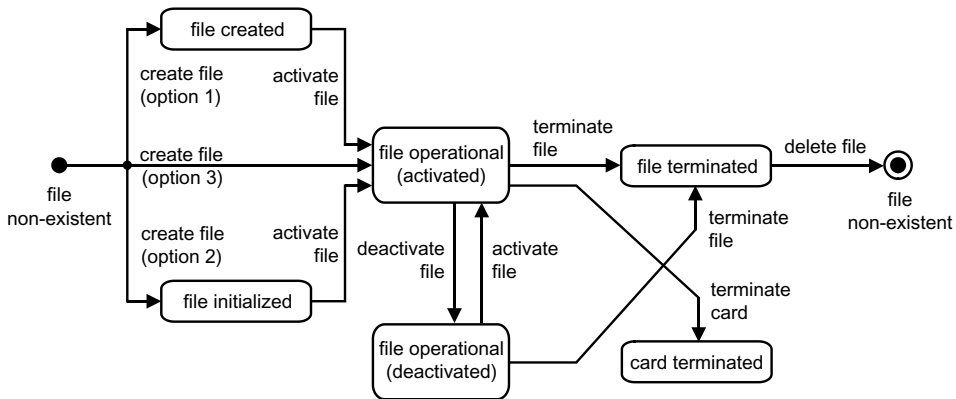 file created
create file
(option 1)
activate
file
file
non-existent
create file
(option 3)
file operational
(activated)
terminate
file
file terminated
delete file
file
non-existent
create file
(option 2)
activate
file
file initialized
deactivate
file
activate
file
terminate
file
terminate
card
file operational
(deactivated)
card terminated